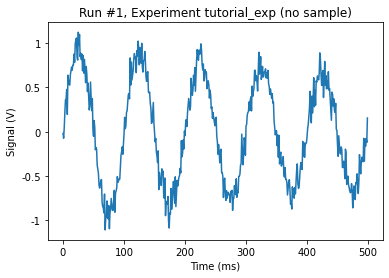 Run #1, Experiment tutorial_exp (no sample)
Signal (V)
1
0.5
0
-0.5
-1
0 100 200 300 400 500
Time (ms)